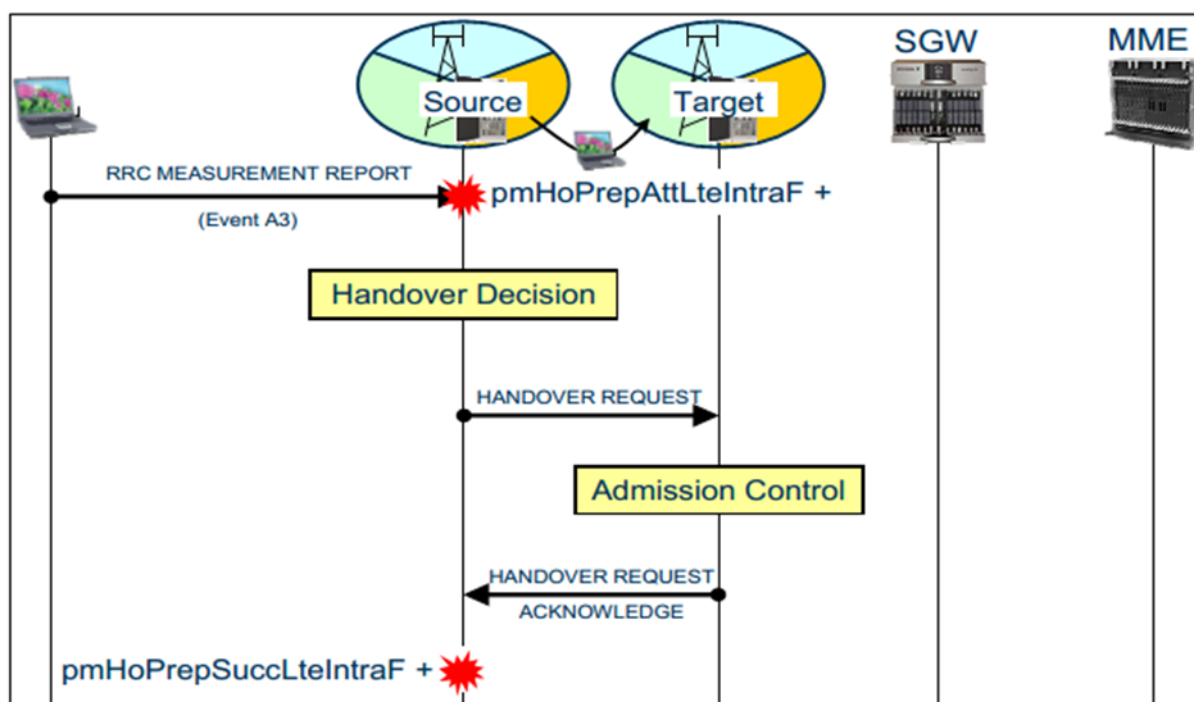 SGW
MME
Source
Target
RRC MEASUREMENT REPORT
(Event A3)
pmHoPrepAttLteIntraF +
Handover Decision
HANDOVER REQUEST
Admission Control
HANDOVER REQUEST
ACKNOWLEDGE
pmHoPrepSuccLteIntraF +